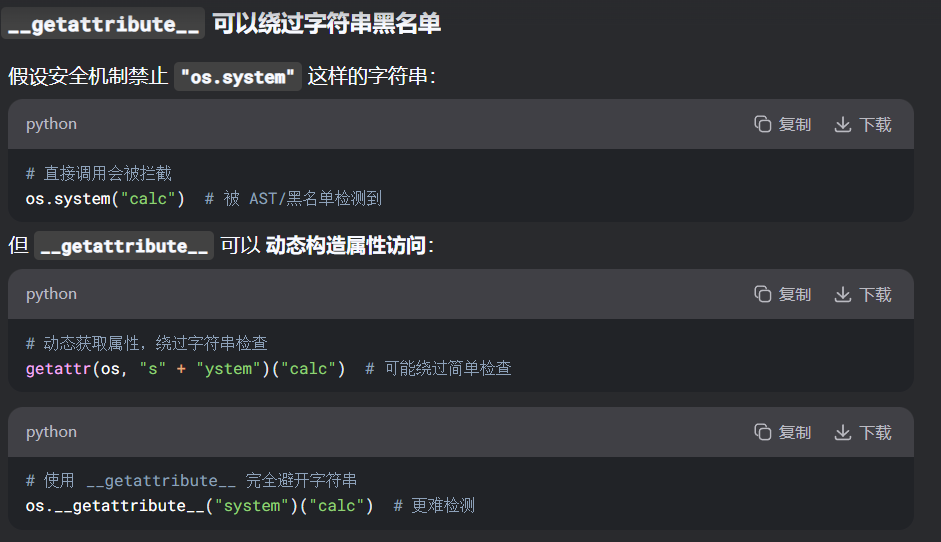 __getattribute__ 可以绕过字符串黑名单
假设安全机制禁止 "os.system" 这样的字符串：
python 复制 下载
# 直接调用会被拦截
os.system("calc")  # 被 AST/黑名单检测到
但 __getattribute__ 可以 动态构造属性访问：
python 复制 下载
# 动态获取属性，绕过字符串检查
getattr(os, "s" + "ystem")("calc")  # 可能绕过简单检查
python 复制 下载
# 使用 __getattribute__ 完全避开字符串
os.__getattribute__("system")("calc")  # 更难检测